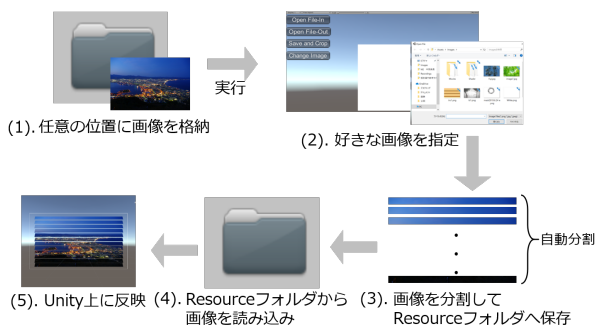 Open File-In
Open File-Out
Save and Crop
Change Image
実行
(1). 任意の位置に画像を格納
(2). 好きな画像を指定
自動分割
(5). Unity上に反映
(4). Resourceフォルダから
画像を読み込み
(3). 画像を分割して
Resourceフォルダへ保存